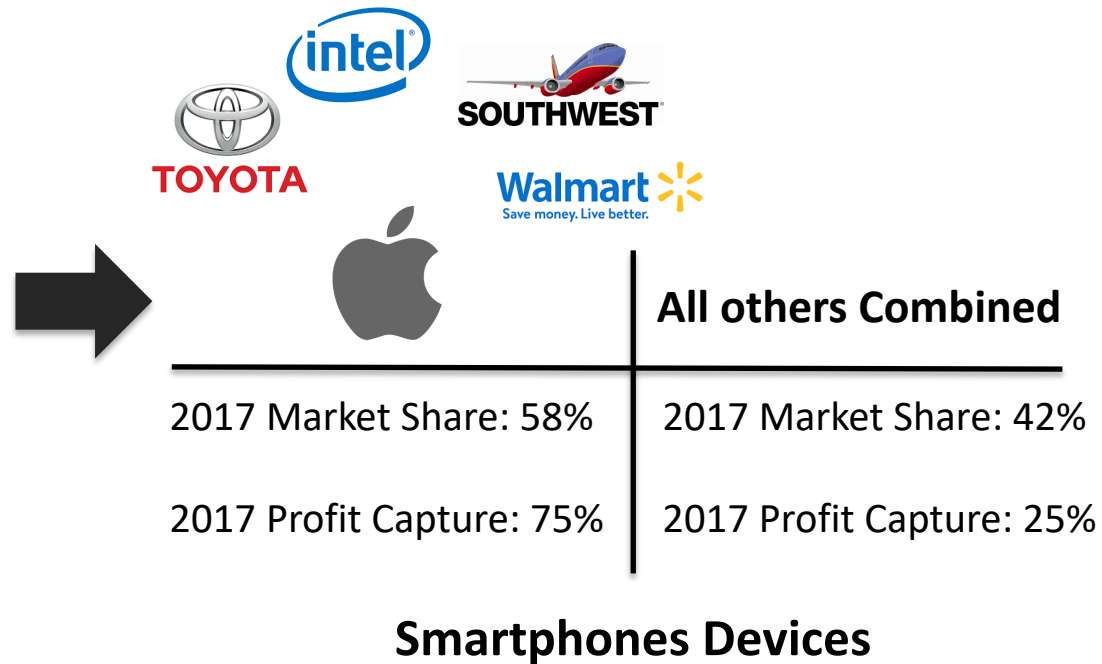 intel®
SOUTHWEST®
TOYOTA
Walmart
Save money. Live better.
All others Combined
2017 Market Share: 58%
2017 Market Share: 42%
2017 Profit Capture: 75%
2017 Profit Capture: 25%
Smartphones Devices